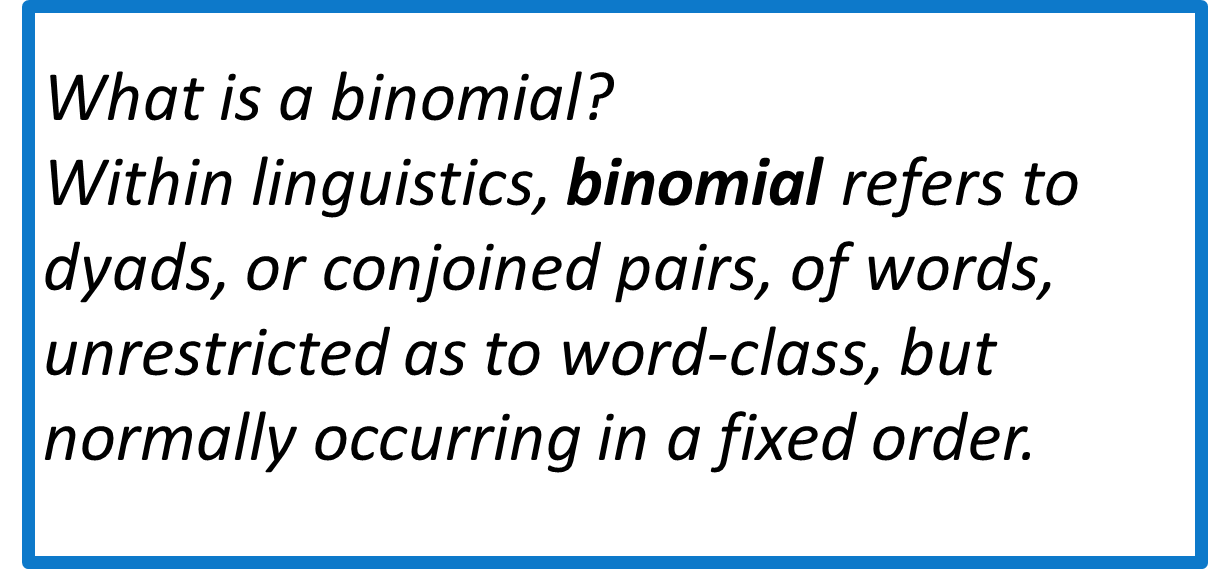 What is a binomial?
Within linguistics, binomial refers to
dyads, or conjoined pairs, of words,
unrestricted as to word-class, but
normally occurring in a fixed order.